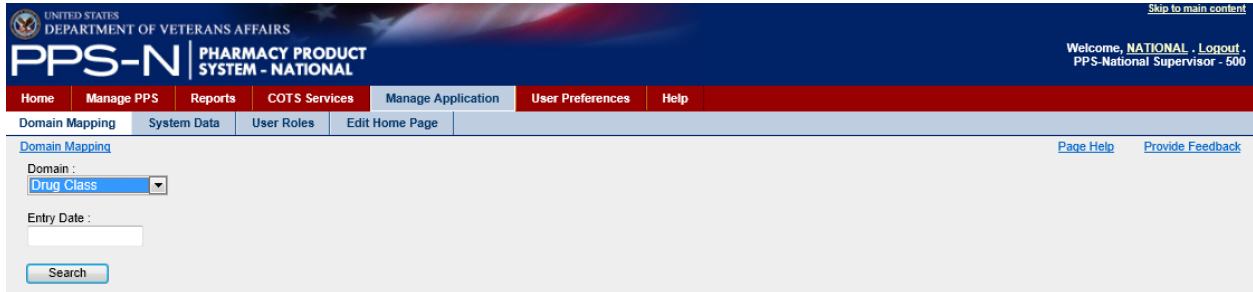 Skip to main content
UNITED STATES
DEPARTMENT OF VETERANS AFFAIRS
PPS-N PHARMACY PRODUCT
SYSTEM - NATIONAL
Welcome, NATIONAL . Logout .
PPS-National Supervisor - 500
Home Manage PPS Reports COTS Services Manage Application User Preferences Help
Domain Mapping System Data User Roles Edit Home Page
Domain Mapping Page Help Provide Feedback
Domain :
Drug Class
Entry Date :
Search